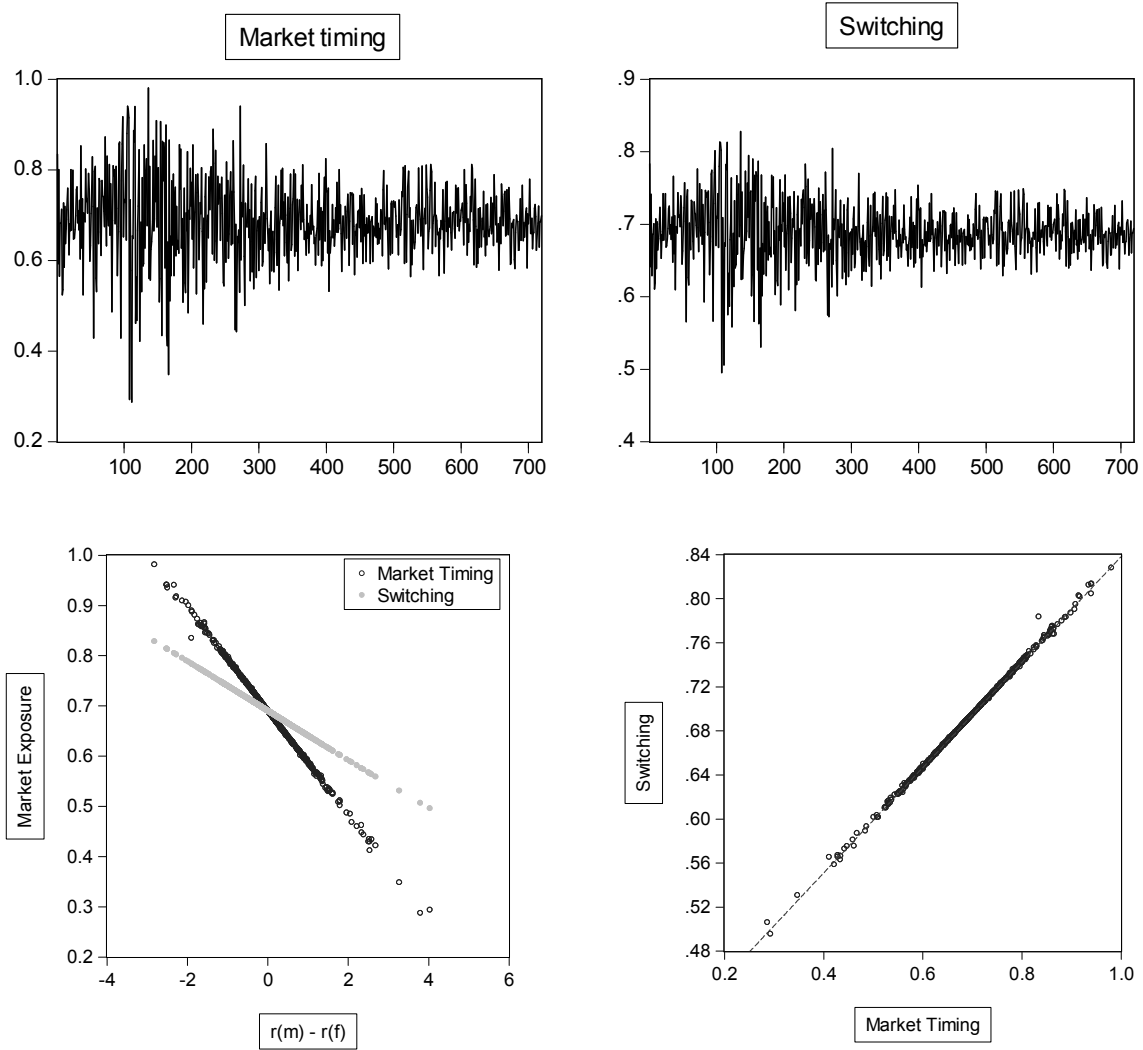 Market timing
Switching
1.0
0.8
0.6
0.4
0.2
100 200 300 400 500 600 700
.9
.8
.7
.6
.5
.4
100 200 300 400 500 600 700
Market Exposure
1.0
0.9
0.8
0.7
0.6
0.5
0.4
0.3
0.2
-4 -2 0 2 4 6
Market Timing
Switching
r(m) - r(f)
Switching
.84
.80
.76
.72
.68
.64
.60
.56
.52
.48
0.2 0.4 0.6 0.8 1.0
Market Timing